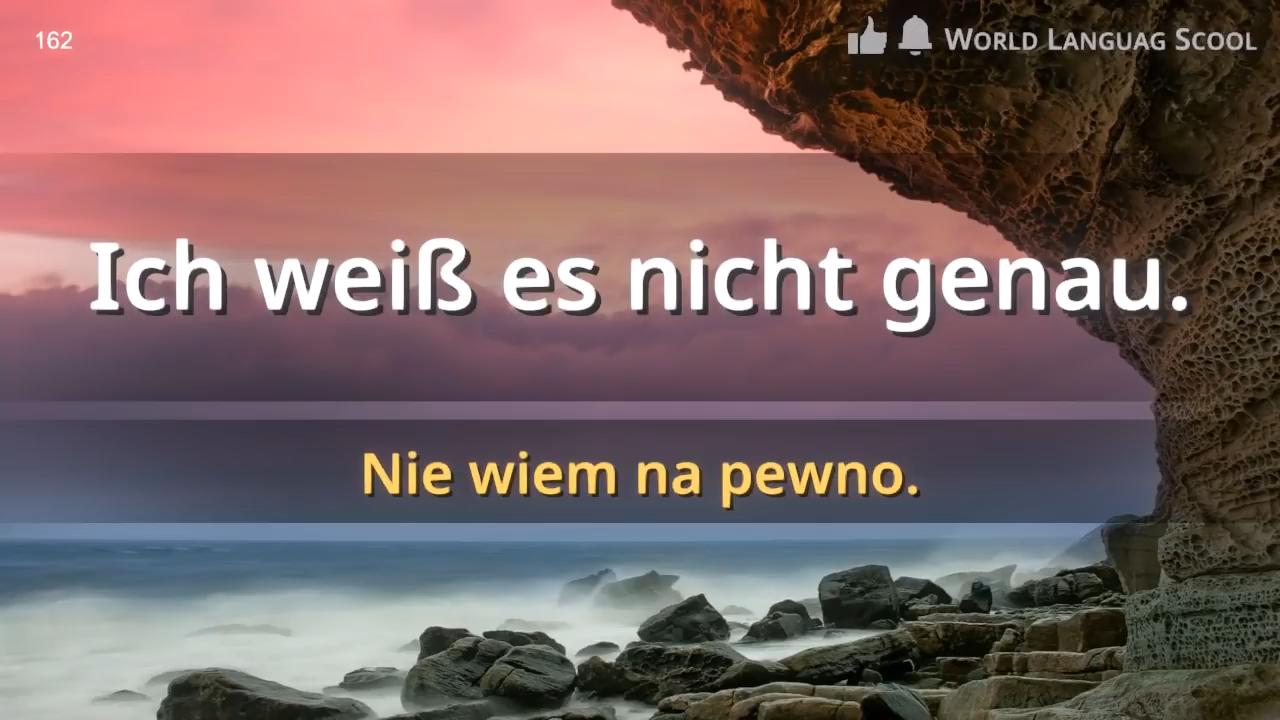 162
WORLD LANGUAG SCOOL
Ich weiß es nicht genau.
Nie wiem na pewno.